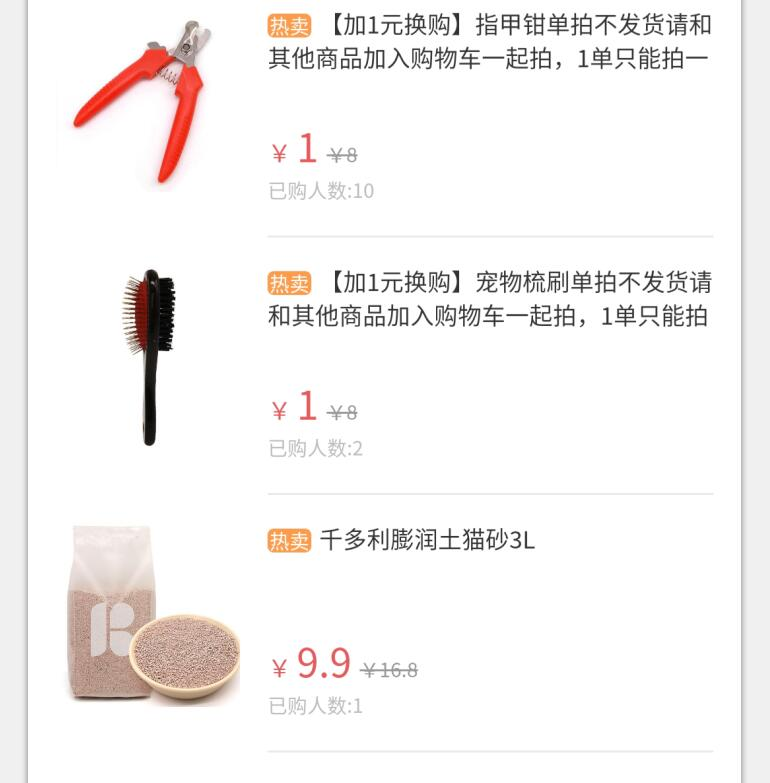 热卖 【加1元换购】指甲钳单拍不发货请和
其他商品加入购物车一起拍，1单只能拍一
￥1 ￥8
已购人数:10
热卖 【加1元换购】宠物梳刷单拍不发货请
和其他商品加入购物车一起拍，1单只能拍
￥1 ￥8
已购人数:2
热卖 千多利膨润土猫砂3L
￥9.9 ￥16.8
已购人数:1